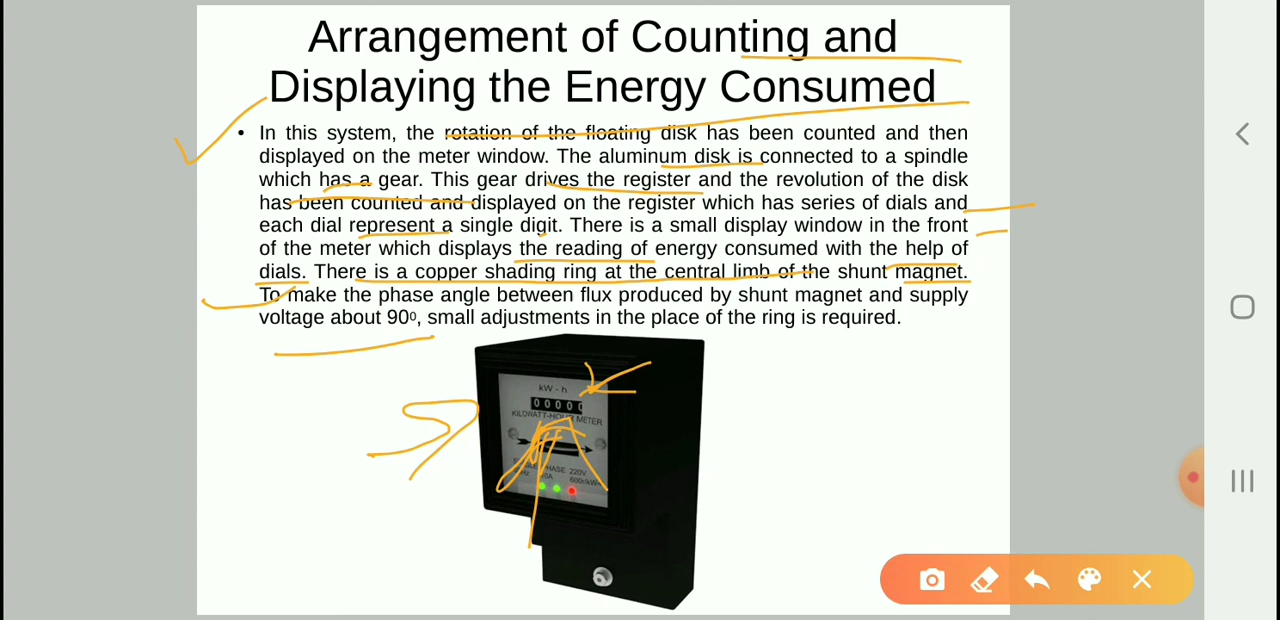 Arrangement of Counting and
Displaying the Energy Consumed
• In this system, the rotation of the floating disk has been counted and then
displayed on the meter window. The aluminum disk is connected to a spindle
which has a gear. This gear drives the register and the revolution of the disk
has been counted and displayed on the register which has series of dials and
each dial represent a single digit. There is a small display window in the front
of the meter which displays the reading of energy consumed with the help of
dials. There is a copper shading ring at the central limb of the shunt magnet.
To make the phase angle between flux produced by shunt magnet and supply
voltage about 90⁰, small adjustments in the place of the ring is required.
kW - h
0 0 0 0
KILOWATT-HOUR METER
PHASE 220V